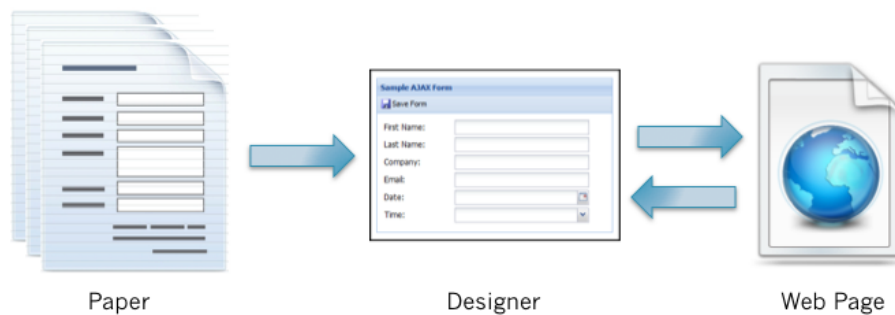 Sample AJAX Form
Save Form
First Name:
Last Name:
Company:
Email:
Date:
Time:
Paper
Designer
Web Page